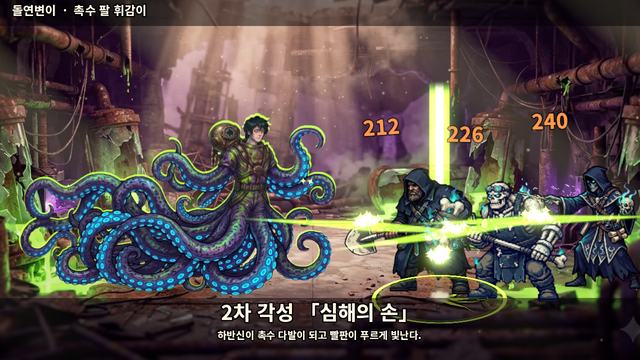 돌연변이 · 촉수 팔 휘감이
212
226
240
2차 각성 「심해의 손」
하반신이 촉수 다발이 되고 빨판이 푸르게 빛난다.